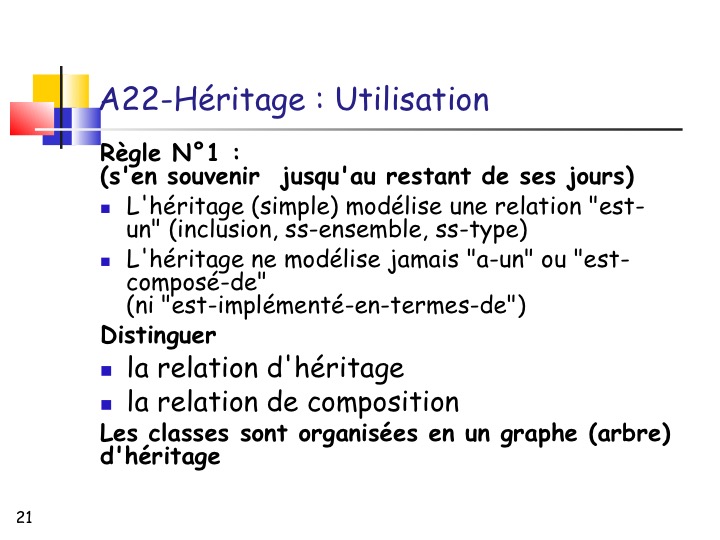 A22-Héritage : Utilisation
Règle N°1 :
(s'en souvenir  jusqu'au restant de ses jours)
L'héritage (simple) modélise une relation "est-
un" (inclusion, ss-ensemble, ss-type)
L'héritage ne modélise jamais "a-un" ou "est-
composé-de"
(ni "est-implémenté-en-termes-de")
Distinguer
la relation d'héritage
la relation de composition
Les classes sont organisées en un graphe (arbre)
d'héritage
21